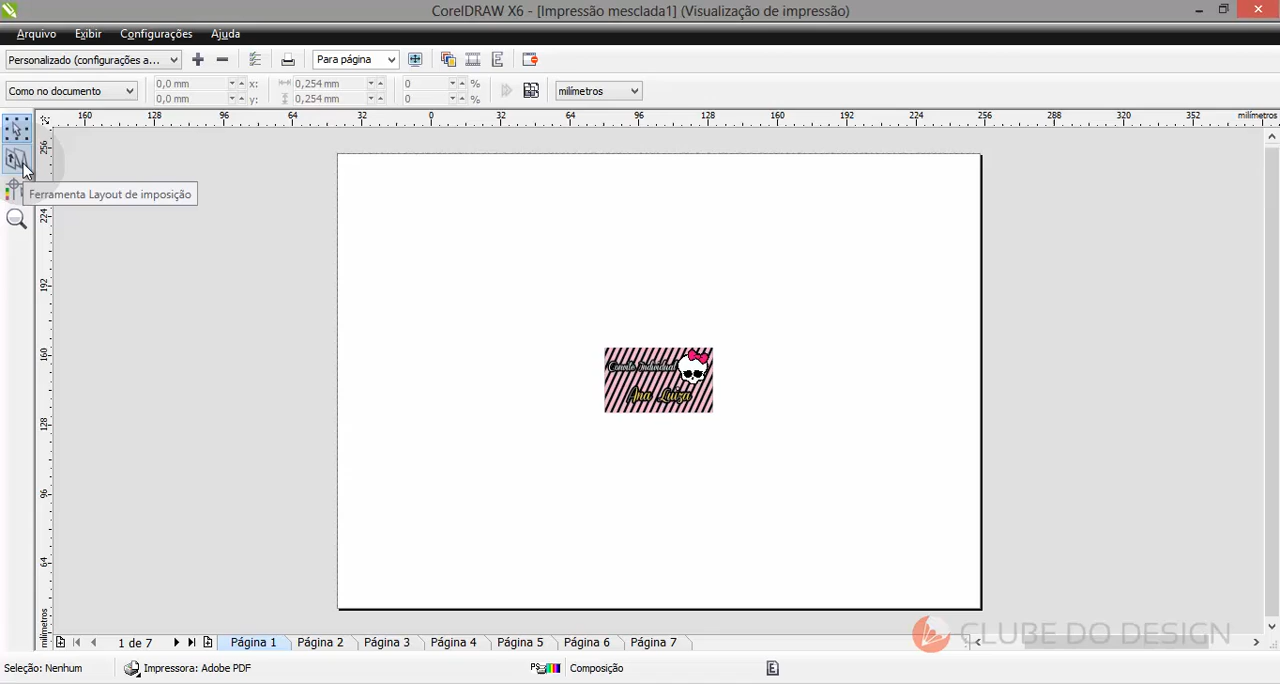 CorelDRAW X6 - [Impressão mesclada1] (Visualização de impressão)
Arquivo Exibir Configurações Ajuda
Personalizado (configurações a... Para página
Como no documento 0,0 mm x: 0,254 mm 0 % milímetros
0,0 mm y: 0,254 mm 0 %
160 128 96 64 32 0 32 64 96 128 160 192 224 256 288 320 352 milímetros
256
Ferramenta Layout de imposição
224
192
160
Convite Individual
Ana Luiza
128
96
64
milímetros
1 de 7 Página 1 Página 2 Página 3 Página 4 Página 5 Página 6 Página 7
CLUBE DO DESIGN
Seleção: Nenhum Impressora: Adobe PDF PS Composição E